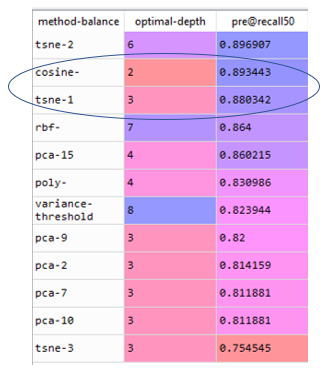 method-balance optimal-depth pre@recall50
tsne-2 6 0.896907
cosine- 2 0.893443
tsne-1 3 0.880342
rbf- 7 0.864
pca-15 4 0.860215
poly- 4 0.830986
variance-
threshold 8 0.823944
pca-9 3 0.82
pca-2 3 0.814159
pca-7 3 0.811881
pca-10 3 0.811881
tsne-3 3 0.754545